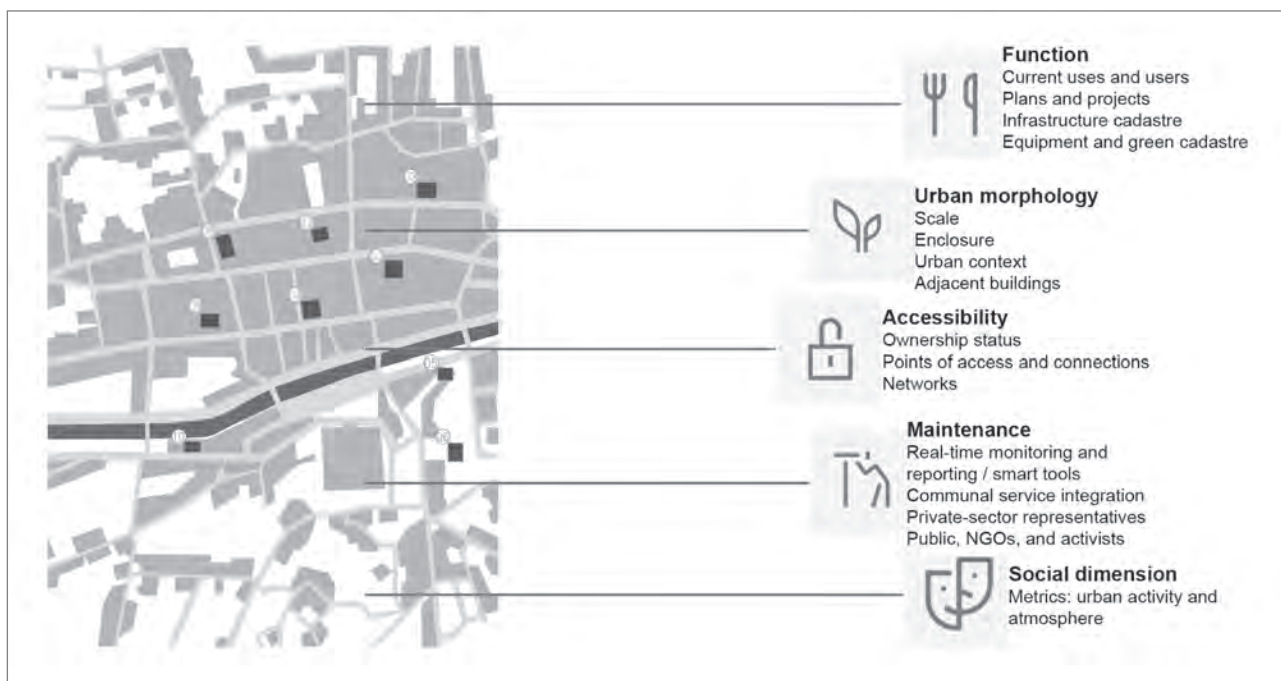 Function
Current uses and users
Plans and projects
Infrastructure cadastre
Equipment and green cadastre
Urban morphology
Scale
Enclosure
Urban context
Adjacent buildings
Accessibility
Ownership status
Points of access and connections
Networks
Maintenance
Real-time monitoring and
reporting / smart tools
Communal service integration
Private-sector representatives
Public, NGOs, and activists
Social dimension
Metrics: urban activity and
atmosphere